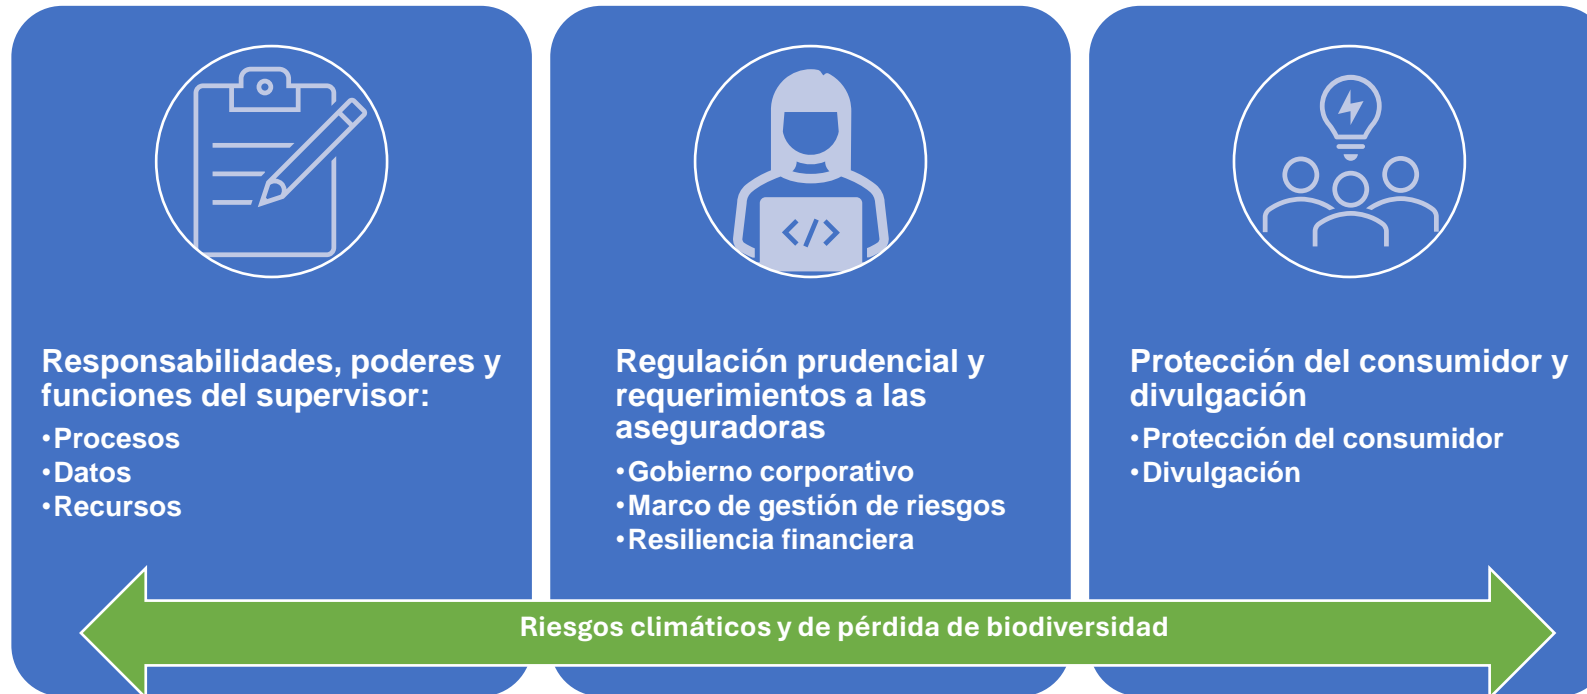 </>
Responsabilidades, poderes y
funciones del supervisor:
•Procesos
•Datos
•Recursos
Regulación prudencial y
requerimientos a las
aseguradoras
•Gobierno corporativo
•Marco de gestión de riesgos
•Resiliencia financiera
Protección del consumidor y
divulgación
•Protección del consumidor
•Divulgación
Riesgos climáticos y de pérdida de biodiversidad